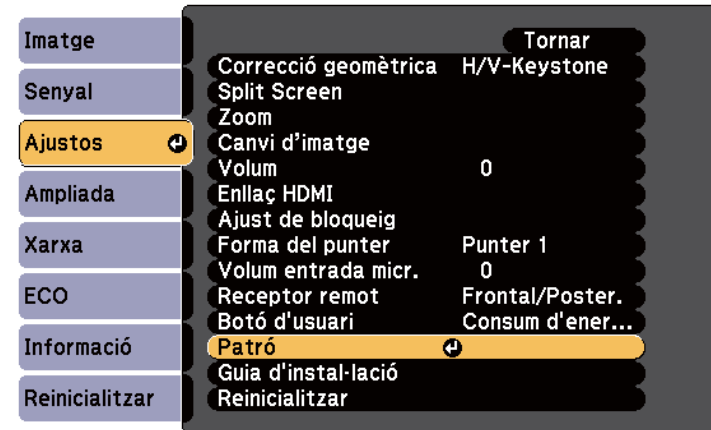 Imatge
Senyal
Ajustos
Ampliada
Xarxa
ECO
Informació
Reinicialitzar
Tornar
Correcció geomètrica H/V-Keystone
Split Screen
Zoom
Canvi d'imatge
Volum 0
Enllaç HDMI
Ajust de bloqueig
Forma del punter Punter 1
Volum entrada micr. 0
Receptor remot Frontal/Poster.
Botó d'usuari Consum d'ener...
Patró
Guia d'instal·lació
Reinicialitzar